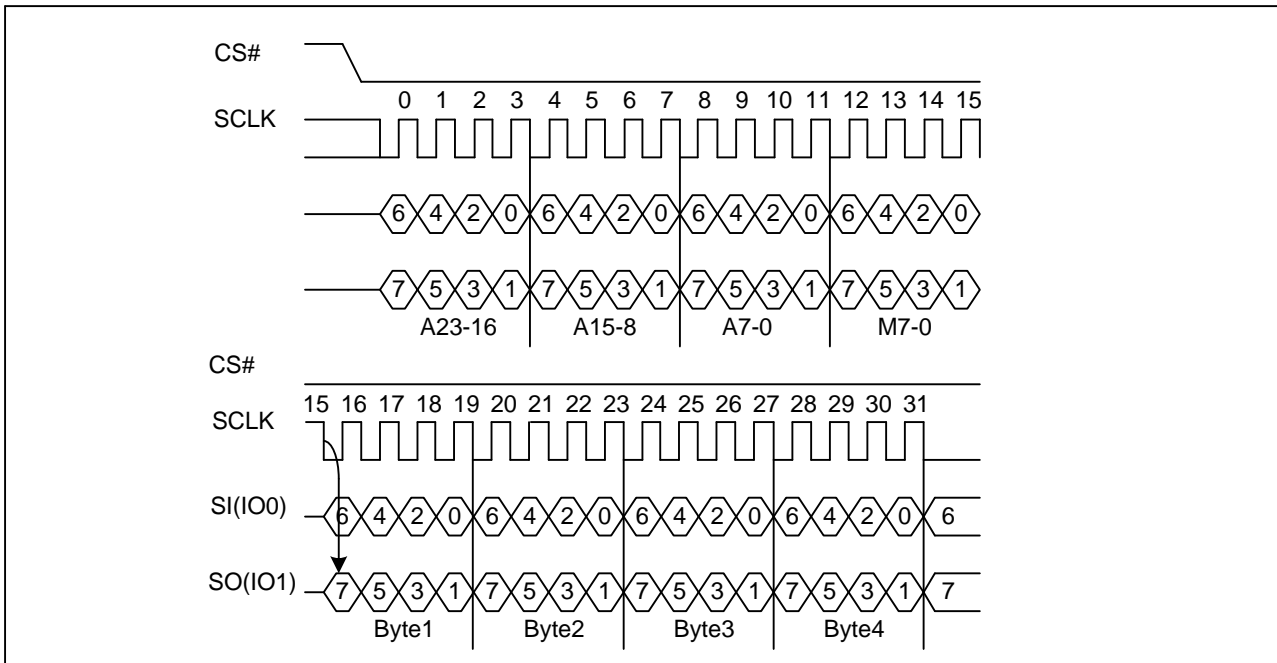 CS#
0 1 2 3 4 5 6 7 8 9 10 11 12 13 14 15
SCLK
6 4 2 0 6 4 2 0 6 4 2 0 6 4 2 0
7 5 3 1 7 5 3 1 7 5 3 1 7 5 3 1
A23-16 A15-8 A7-0 M7-0
CS#
15 16 17 18 19 20 21 22 23 24 25 26 27 28 29 30 31
SCLK
SI(IO0) 6 4 2 0 6 4 2 0 6 4 2 0 6 4 2 0 6
SO(IO1) 7 5 3 1 7 5 3 1 7 5 3 1 7 5 3 1 7
Byte1 Byte2 Byte3 Byte4